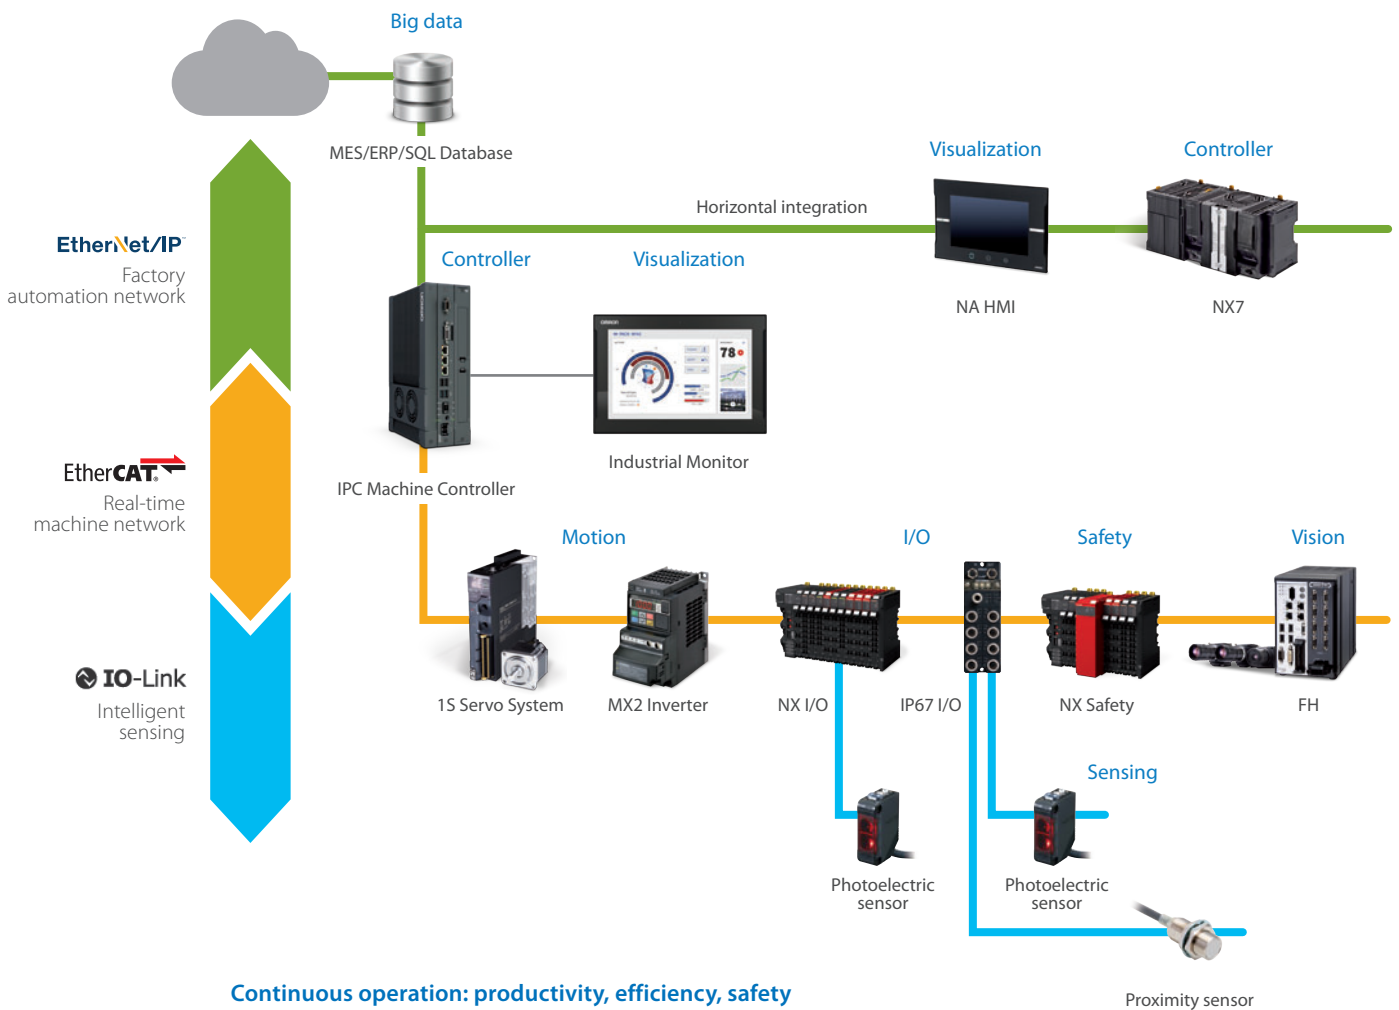 Big data
MES/ERP/SQL Database
Visualization
Controller
Horizontal integration
EtherNet/IP™
Factory
automation network
Controller
Visualization
NA HMI
NX7
OMRON
78
Industrial Monitor
EtherCAT®
Real-time
machine network
IPC Machine Controller
Motion
I/O
Safety
Vision
IO-Link
Intelligent
sensing
1S Servo System
MX2 Inverter
NX I/O
IP67 I/O
NX Safety
FH
Sensing
Photoelectric
sensor
Photoelectric
sensor
Continuous operation: productivity, efficiency, safety
Proximity sensor